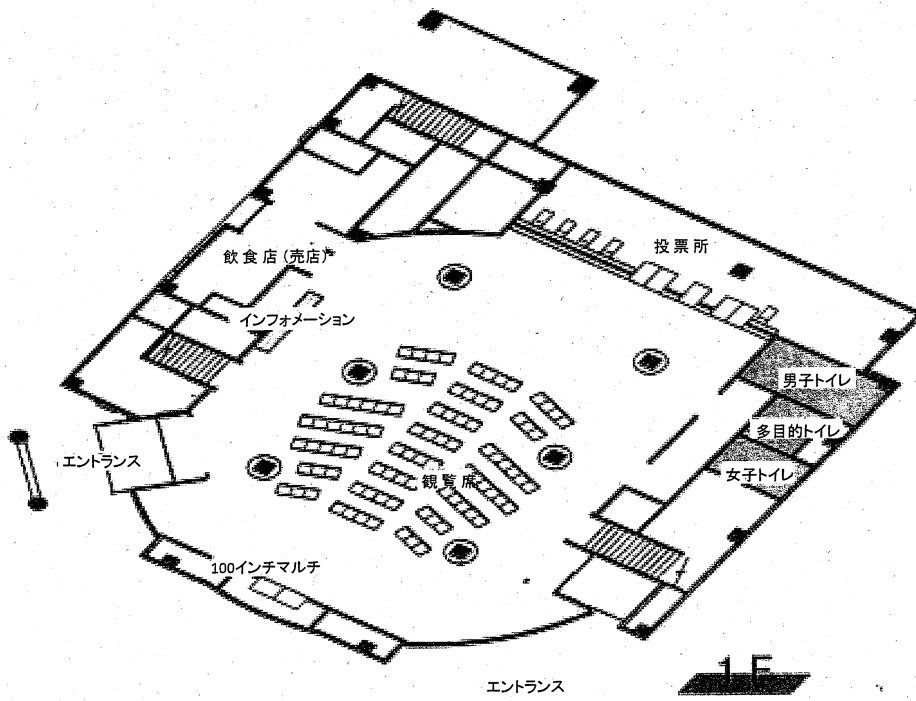 投票所
飲食店(売店)
インフォメーション
男子トイレ
多目的トイレ
エントランス
女子トイレ
観覧席
100インチマルチ
エントランス
1F